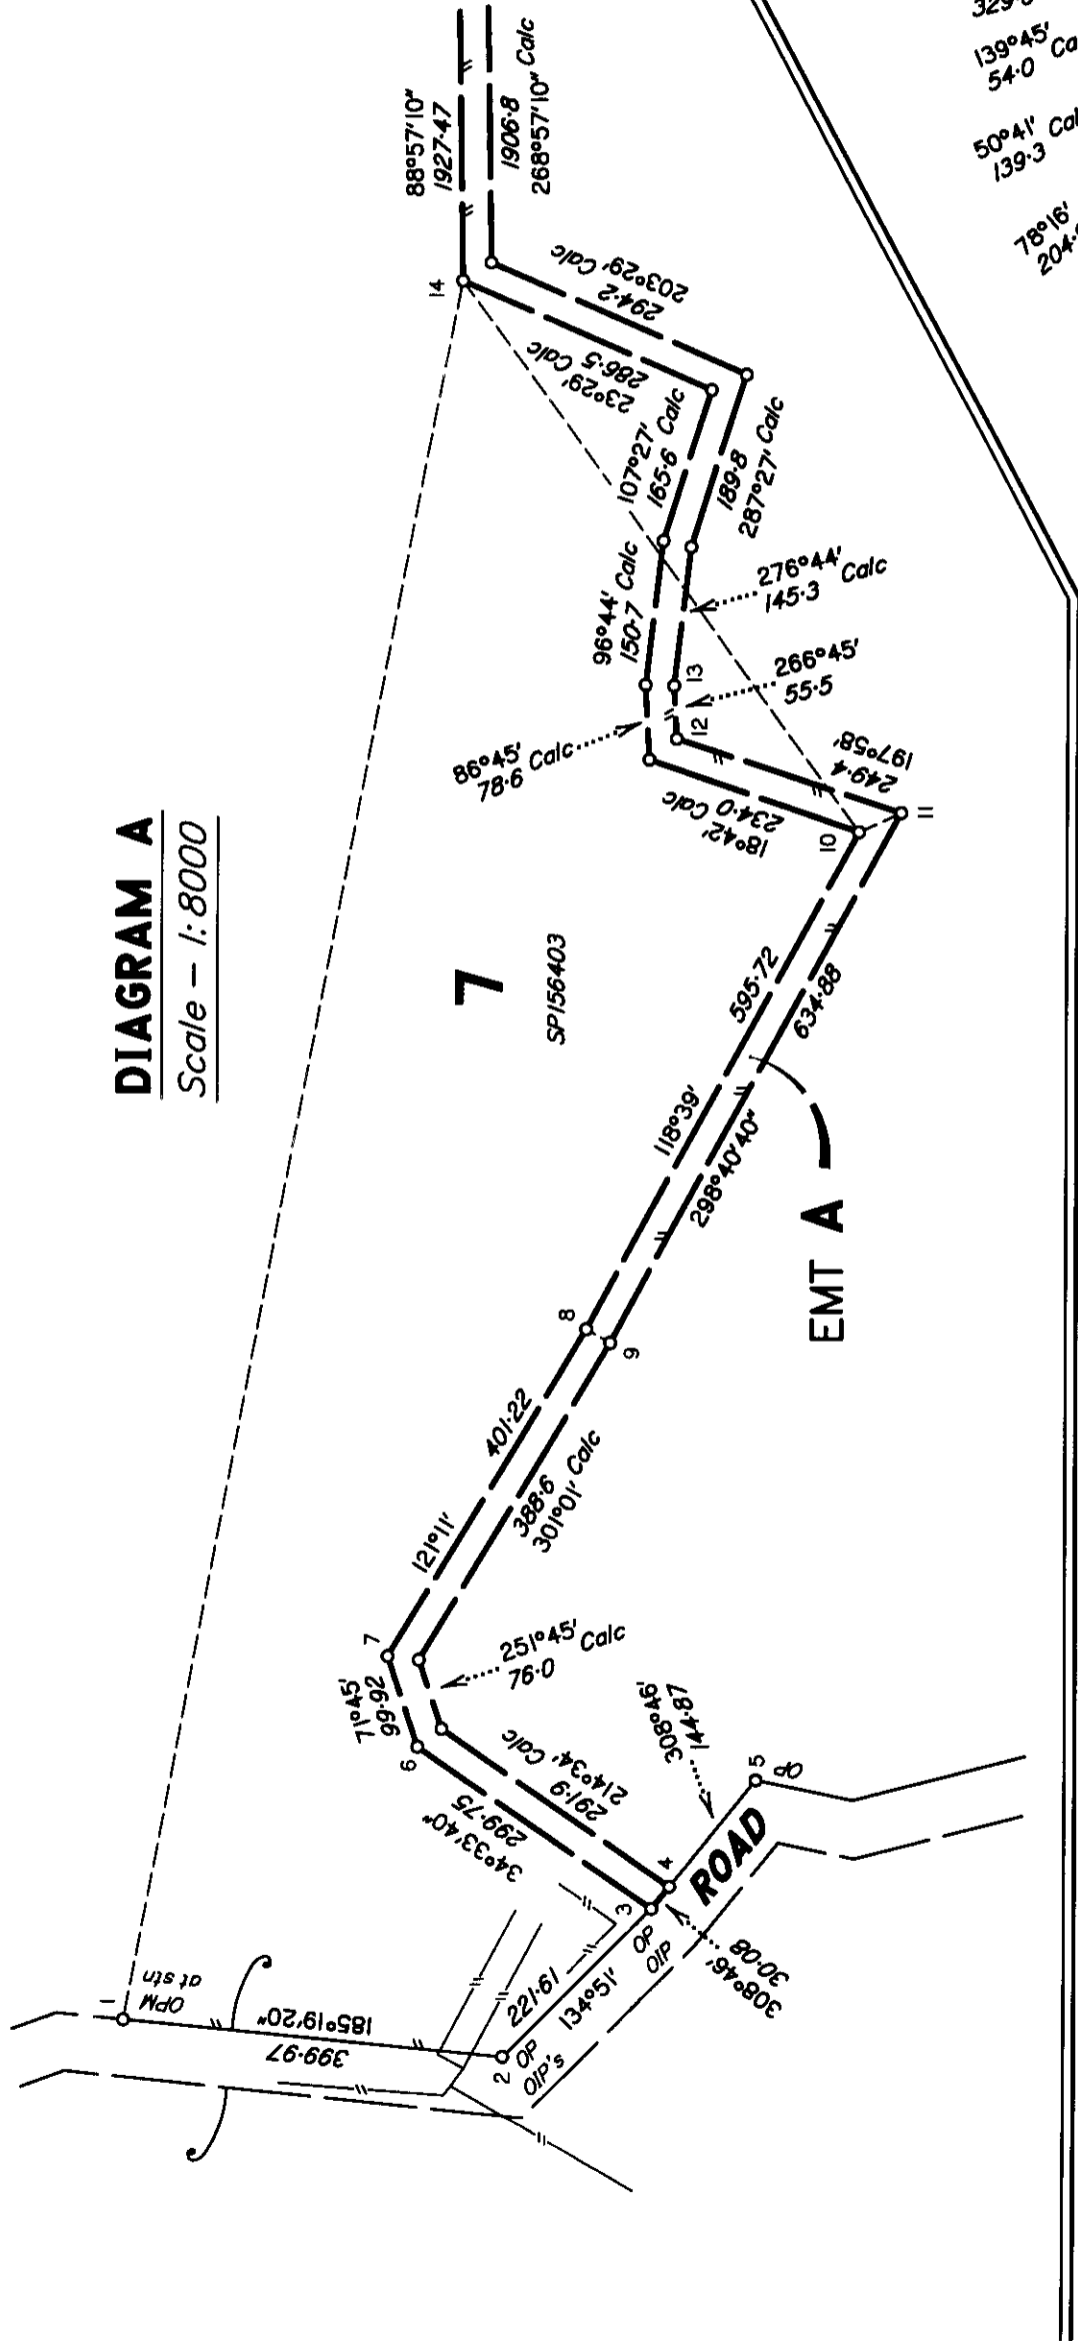 DIAGRAM A
Scale – 1:8000
7
SP156403
EMT A
ROAD
1
OPM
at stn
185°19'20"
399·97
2
OP
OIP's
221·61
134°51'
3
OP
OIP
308°46'
30·08
4
308°46'
144·87
5
OP
34°33'40"
299·75
214°34' Calc
291·9
6
71°45'
99·92
7
251°45' Calc
76·0
121°11'
401·22
388·6
301°01' Calc
8
9
118°39'
595·72
298°40'40"
634·88
10
11
18°42' Calc
234·0
197°58'
249·4
12
13
86°45'
78·6 Calc
266°45'
55·5
96°44' Calc
150·7
276°44'
145·3 Calc
107°27' Calc
165·6
189·8
287°27' Calc
23°29' Calc
286·5
203°29' Calc
294·2
14
88°57'10"
1927·47
1906·8
268°57'10" Calc
139°45'
54·0
50°41' Cal
139·3
78°16'